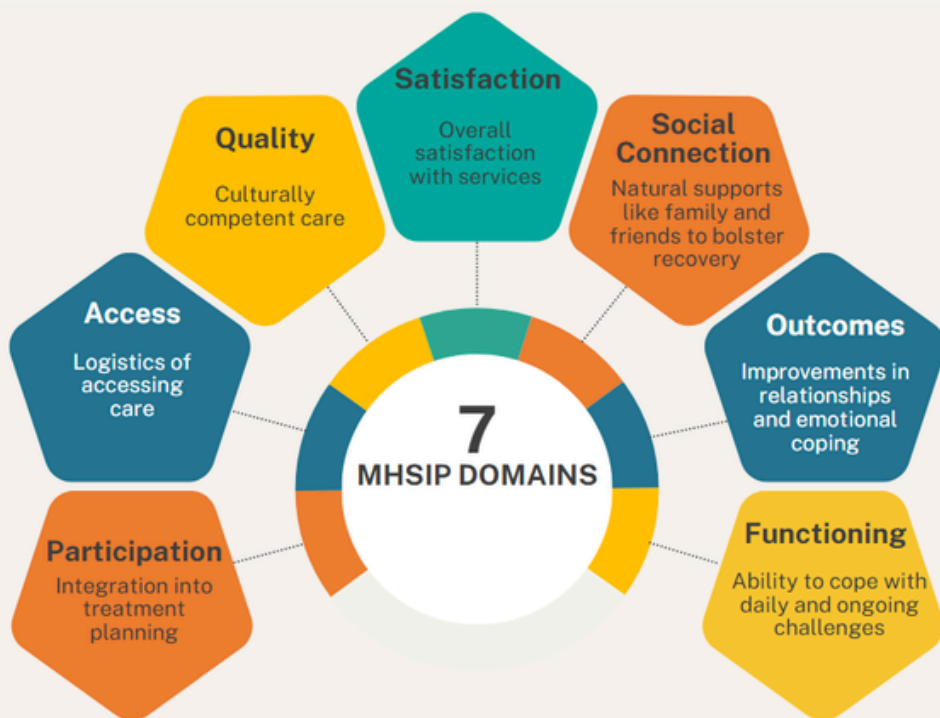 Satisfaction
Overall
satisfaction
with services
Quality
Culturally
competent care
Social
Connection
Natural supports
like family and
friends to bolster
recovery
Access
Logistics of
accessing
care
Outcomes
Improvements in
relationships
and emotional
coping
7
MHSIP DOMAINS
Participation
Integration into
treatment
planning
Functioning
Ability to cope with
daily and ongoing
challenges